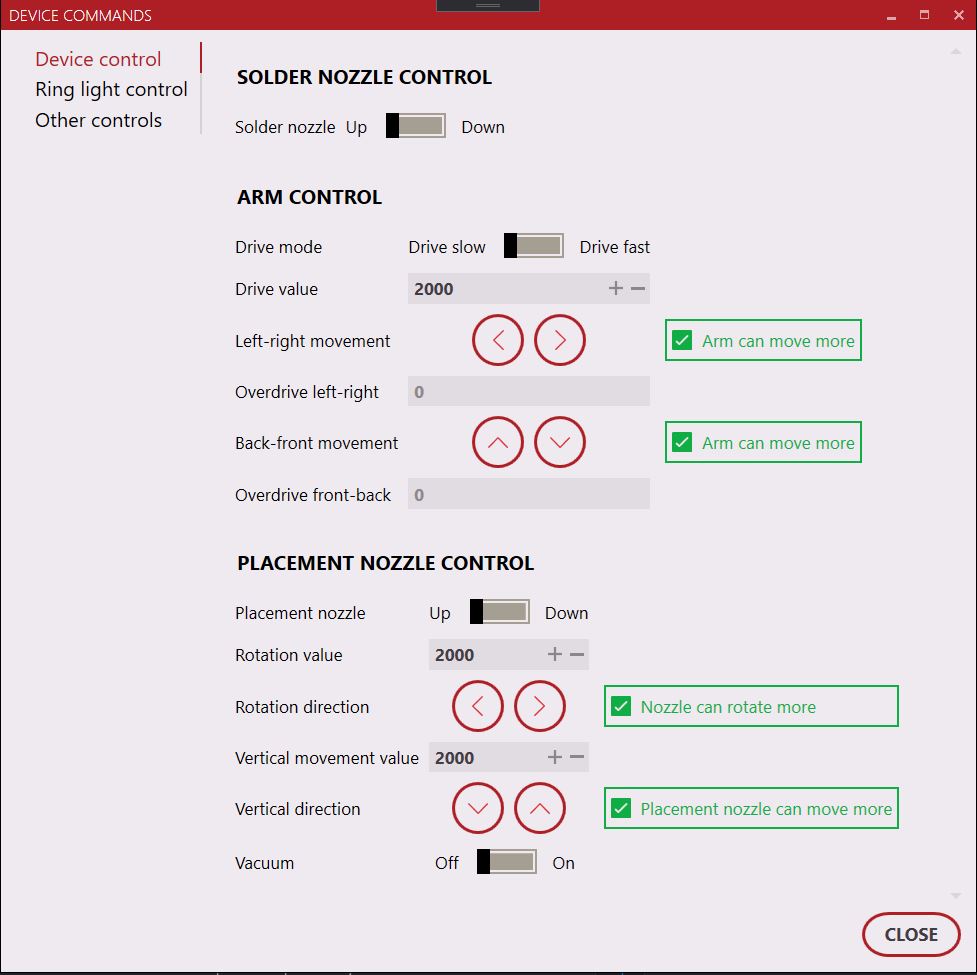 DEVICE COMMANDS
Device control
Ring light control
Other controls
SOLDER NOZZLE CONTROL
Solder nozzle Up Down
ARM CONTROL
Drive mode Drive slow Drive fast
Drive value 2000
Left-right movement Arm can move more
Overdrive left-right 0
Back-front movement Arm can move more
Overdrive front-back 0
PLACEMENT NOZZLE CONTROL
Placement nozzle Up Down
Rotation value 2000
Rotation direction Nozzle can rotate more
Vertical movement value 2000
Vertical direction Placement nozzle can move more
Vacuum Off On
CLOSE